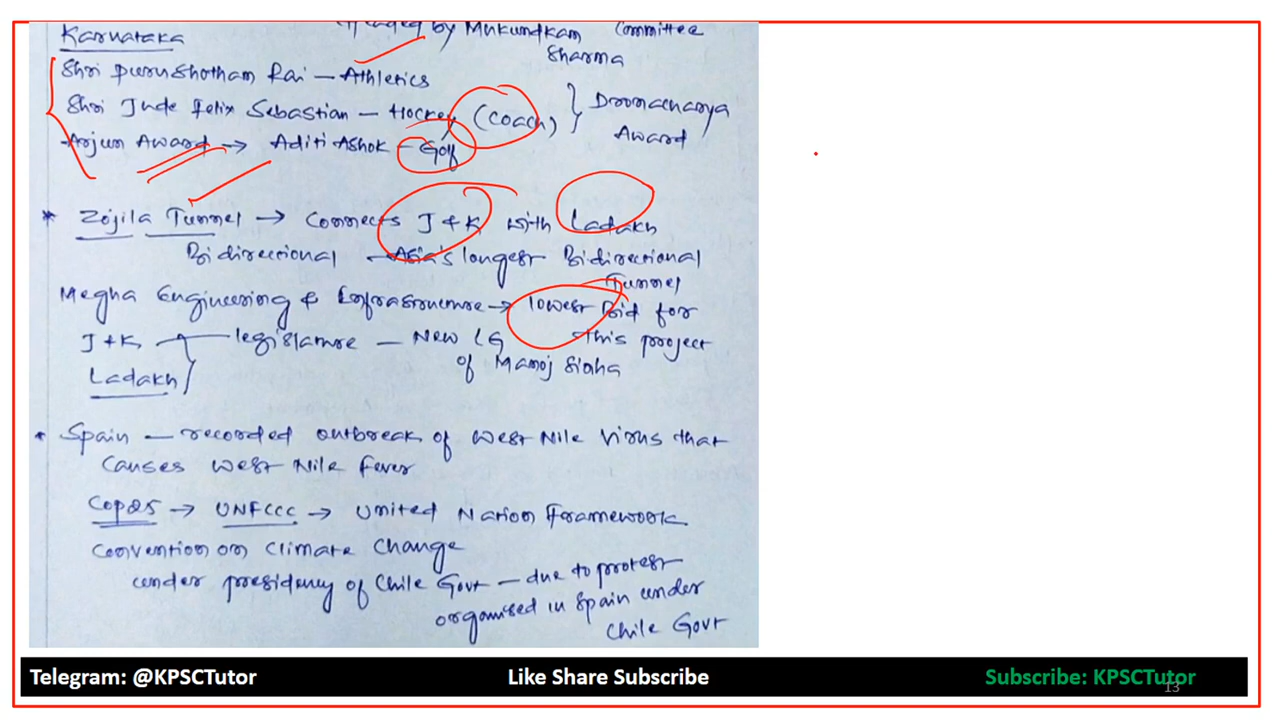 Headed by Mukundkam Committee
Karnataka
Sharma
Shri Purushotham Rai — Athletics
Shri Jude Felix Sebastian — Hockey (Coach) } Dronacharya
Award
Arjun Award → Aditi Ashok — Golf
* Zojila Tunnel → Connects J & K with Ladakh
Bidirectional — Asia's longest Bidirectional
Tunnel
Megha Engineering & Infrastructure → lowest Bid for
this project
J & K — legislature — New LG
of Manoj Sinha
Ladakh
* Spain — recorded outbreak of West Nile Virus that
causes West Nile fever
Cop25 → UNFCCC → United Nation Framework
Convention on Climate Change
under presidency of Chile Govt — due to protest
organised in Spain under
Chile Govt
Telegram: @KPSCTutor
Like Share Subscribe
Subscribe: KPSCTutor
13